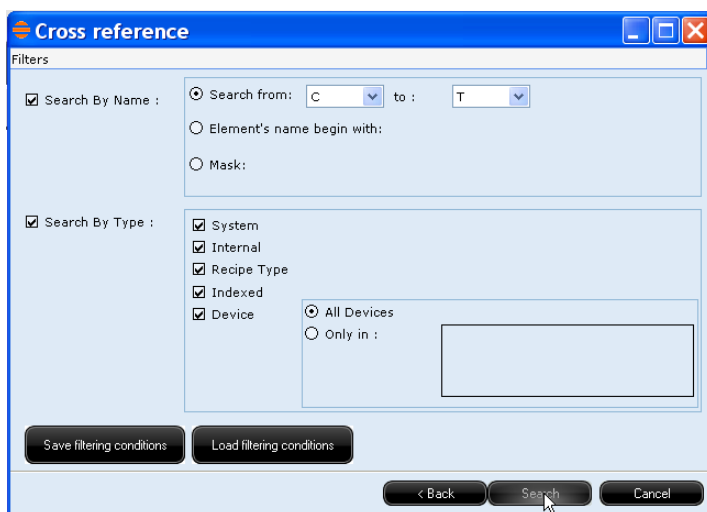 Cross reference
Filters
Search By Name :
Search from: C to : T
Element's name begin with:
Mask:
Search By Type :
System
Internal
Recipe Type
Indexed
Device
All Devices
Only in :
Save filtering conditions Load filtering conditions
< Back Search Cancel